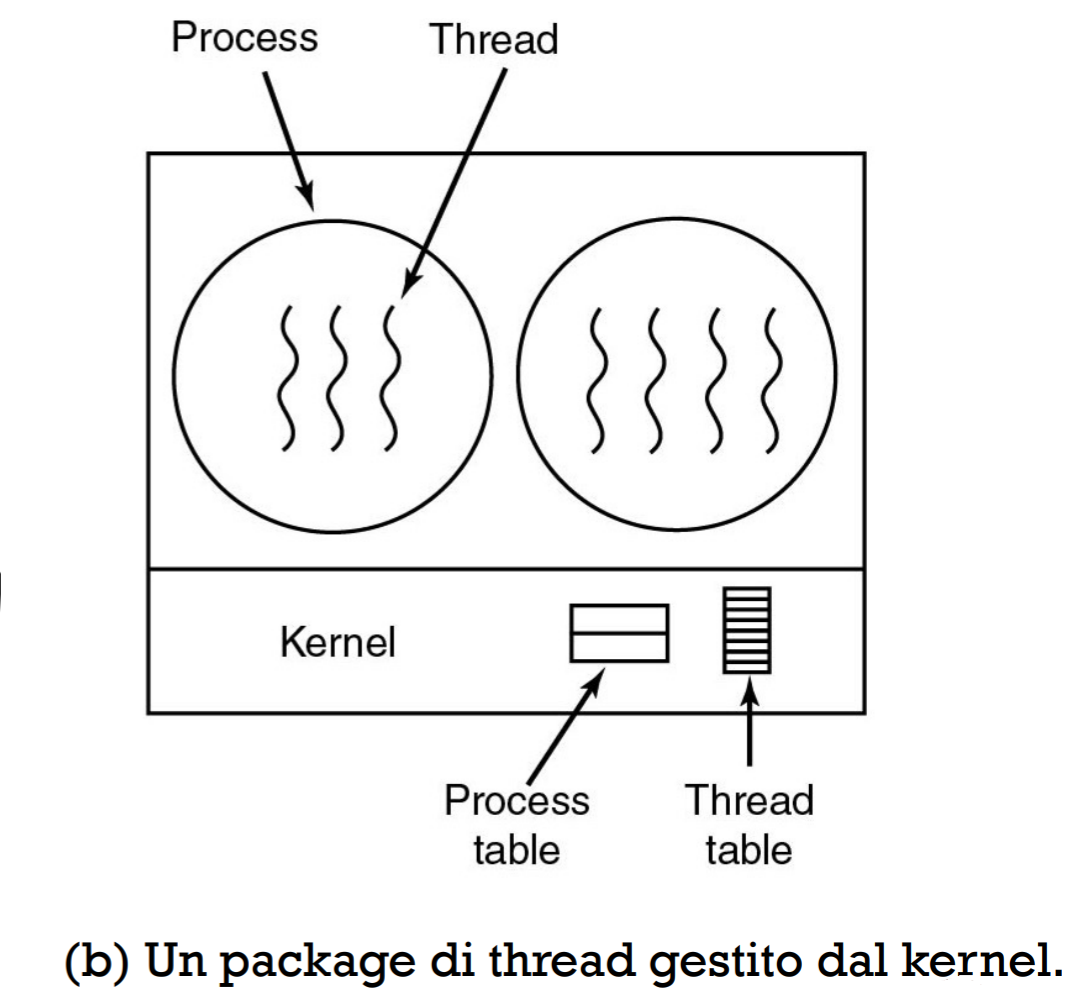 Process
Thread
Kernel
Process
table
Thread
table
(b) Un package di thread gestito dal kernel.